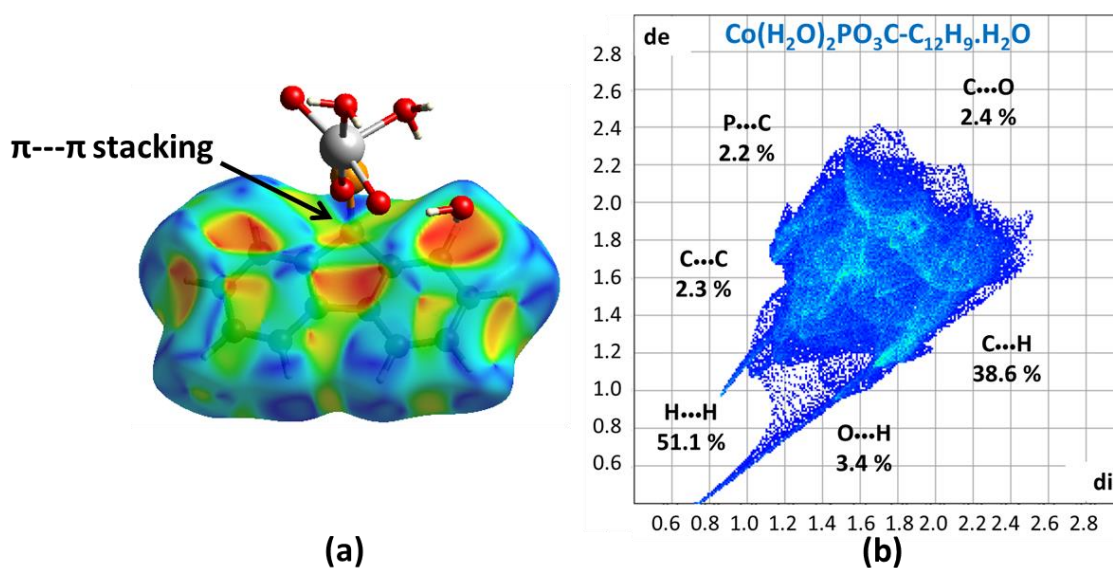 π---π stacking
(a)
de
Co(H₂O)₂PO₃C-C₁₂H₉.H₂O
2.8
2.6
2.4
2.2
2.0
1.8
1.6
1.4
1.2
1.0
0.8
0.6
C•••O
2.4 %
P•••C
2.2 %
C•••C
2.3 %
C•••H
38.6 %
H•••H
51.1 %
O•••H
3.4 %
di
0.6 0.8 1.0 1.2 1.4 1.6 1.8 2.0 2.2 2.4 2.6 2.8
(b)